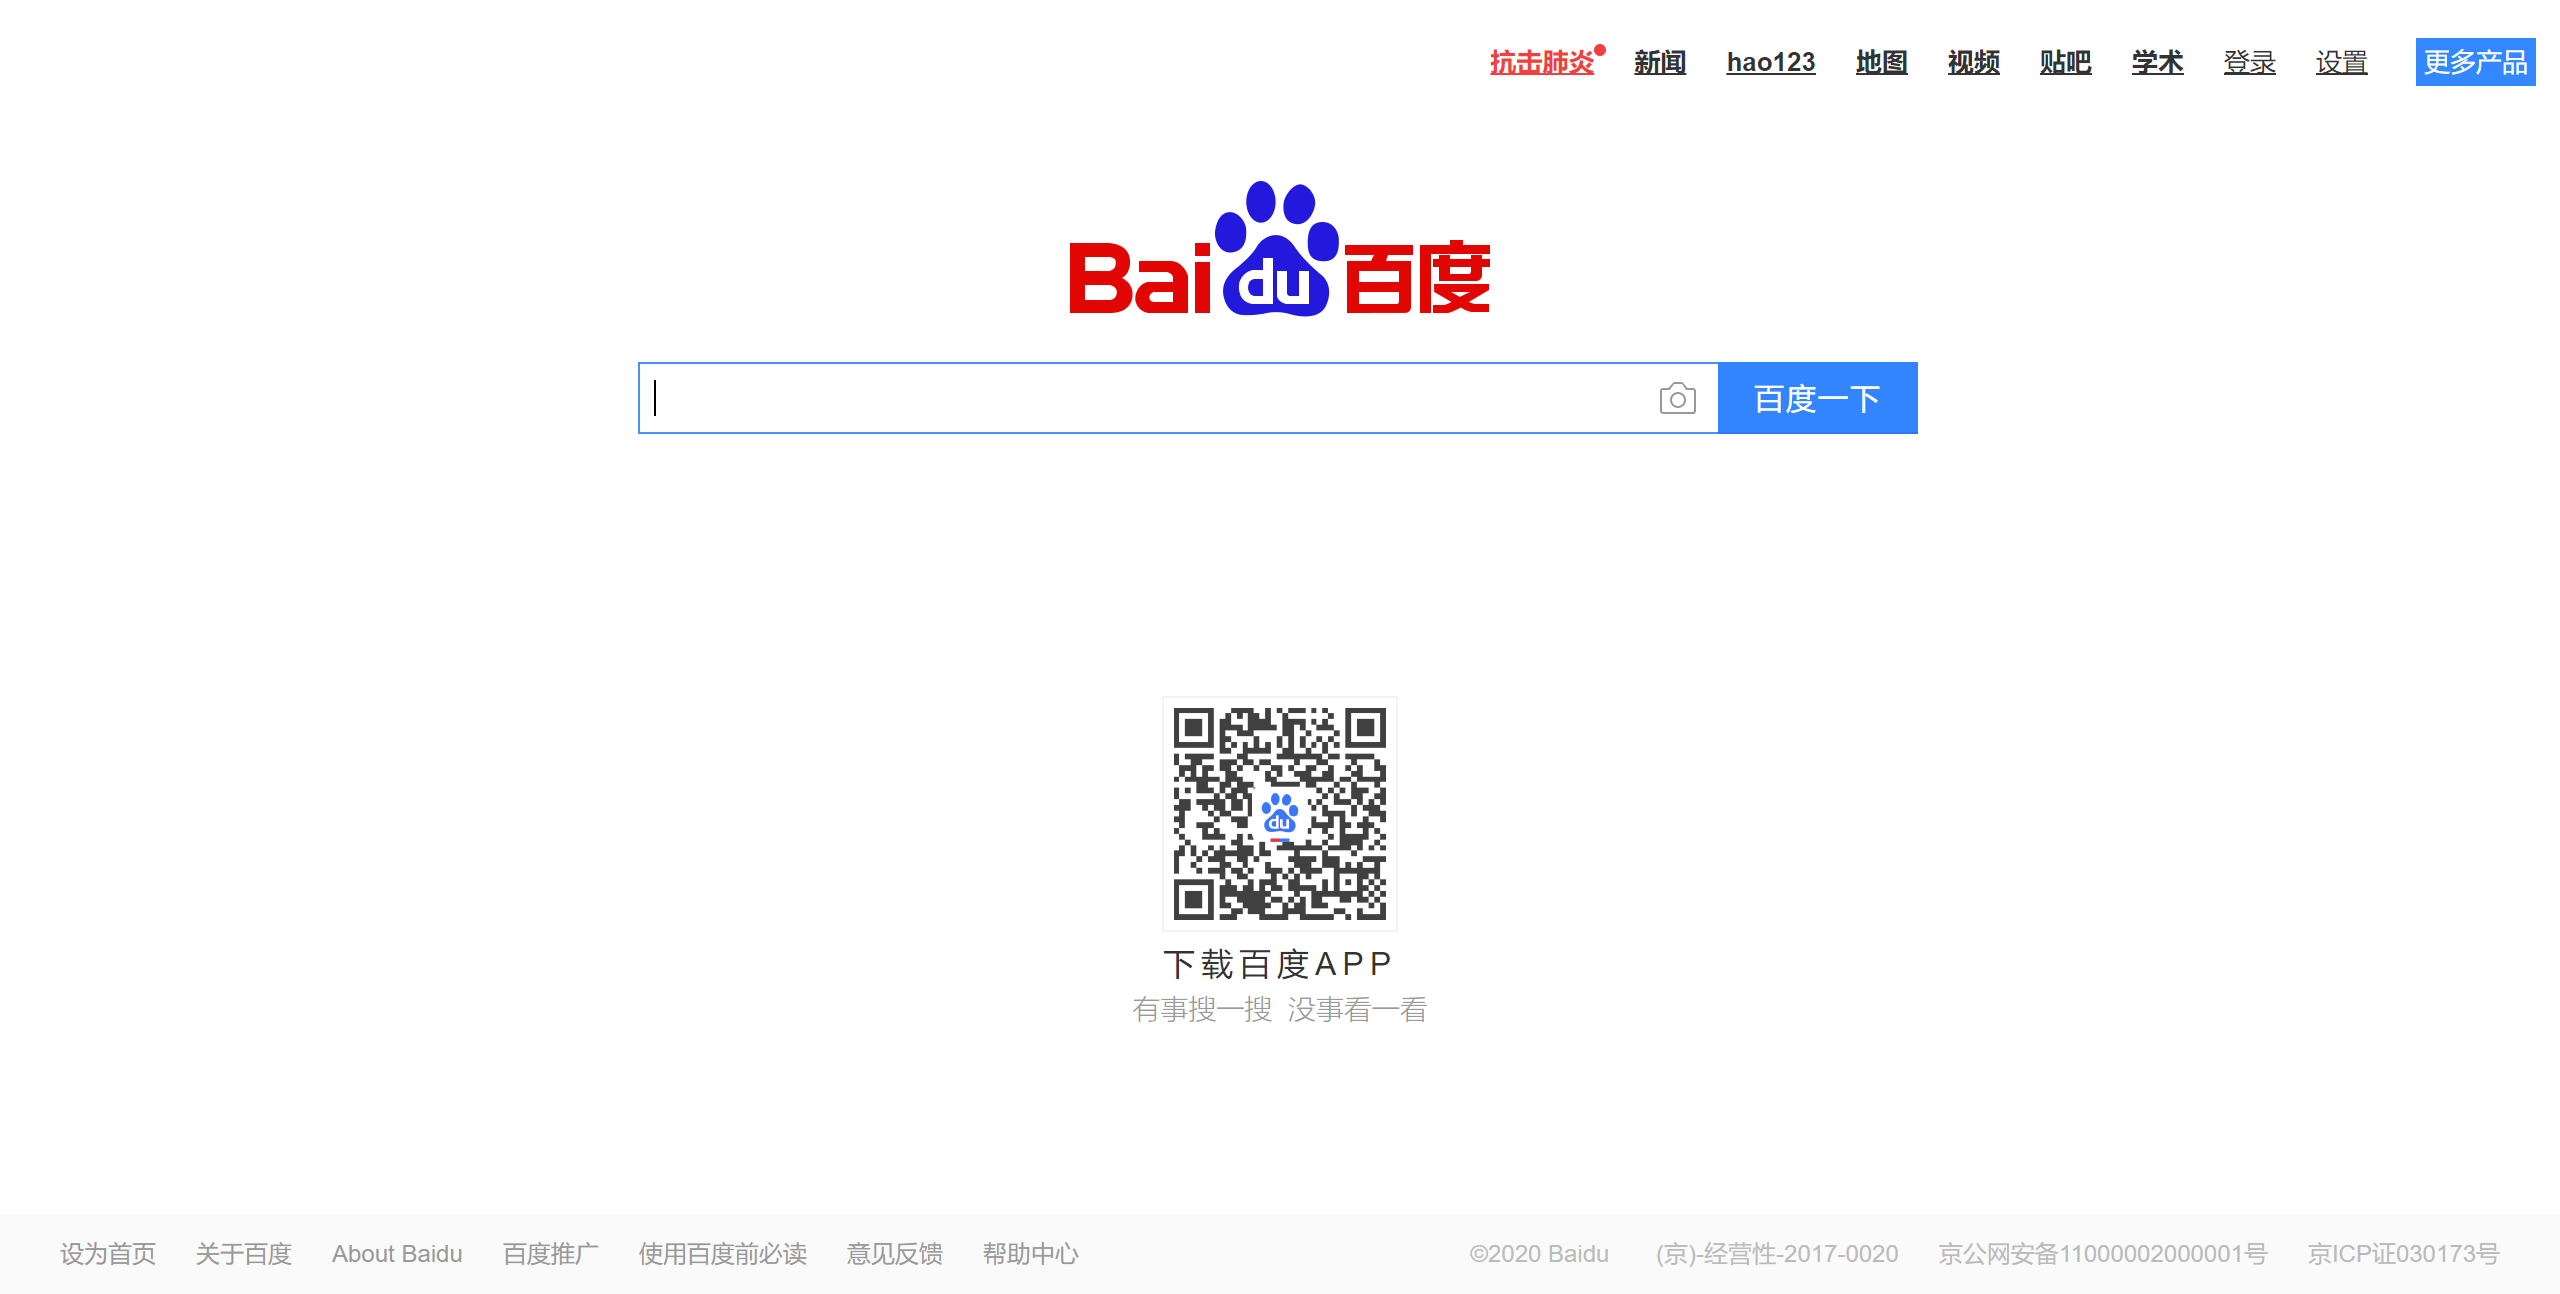 抗击肺炎 新闻 hao123 地图 视频 贴吧 学术 登录 设置 更多产品
Bai du 百度
百度一下
du
下载百度APP
有事搜一搜 没事看一看
设为首页 关于百度 About Baidu 百度推广 使用百度前必读 意见反馈 帮助中心 ©2020 Baidu (京)-经营性-2017-0020 京公网安备11000002000001号 京ICP证030173号